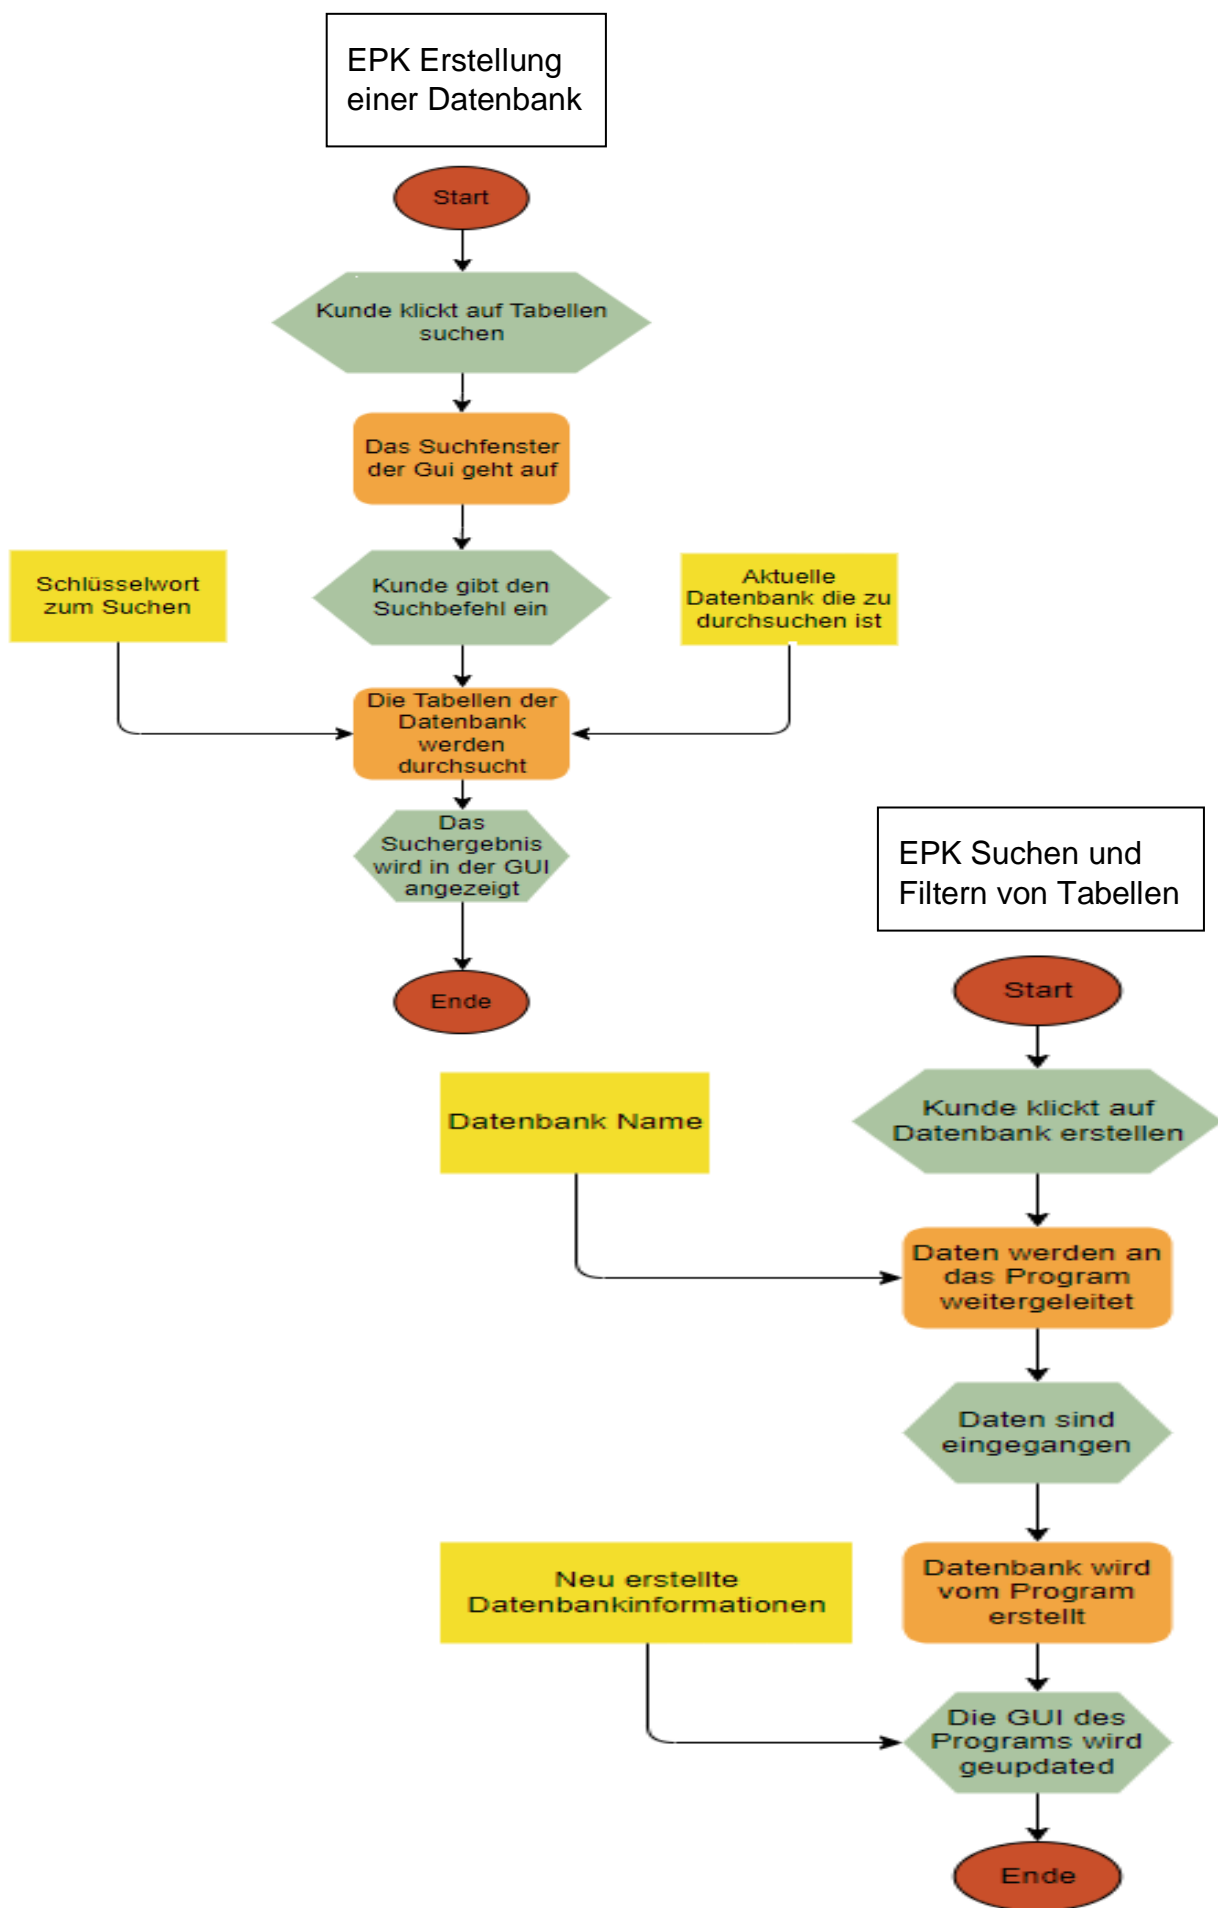 EPK Erstellung
einer Datenbank
Start
Kunde klickt auf Tabellen
suchen
Das Suchfenster
der Gui geht auf
Schlüsselwort
zum Suchen
Kunde gibt den
Suchbefehl ein
Aktuelle
Datenbank die zu
durchsuchen ist
Die Tabellen der
Datenbank
werden
durchsucht
Das
Suchergebnis
wird in der GUI
angezeigt
Ende
EPK Suchen und
Filtern von Tabellen
Start
Kunde klickt auf
Datenbank erstellen
Datenbank Name
Daten werden an
das Program
weitergeleitet
Daten sind
eingegangen
Datenbank wird
vom Program
erstellt
Neu erstellte
Datenbankinformationen
Die GUI des
Programs wird
geupdated
Ende